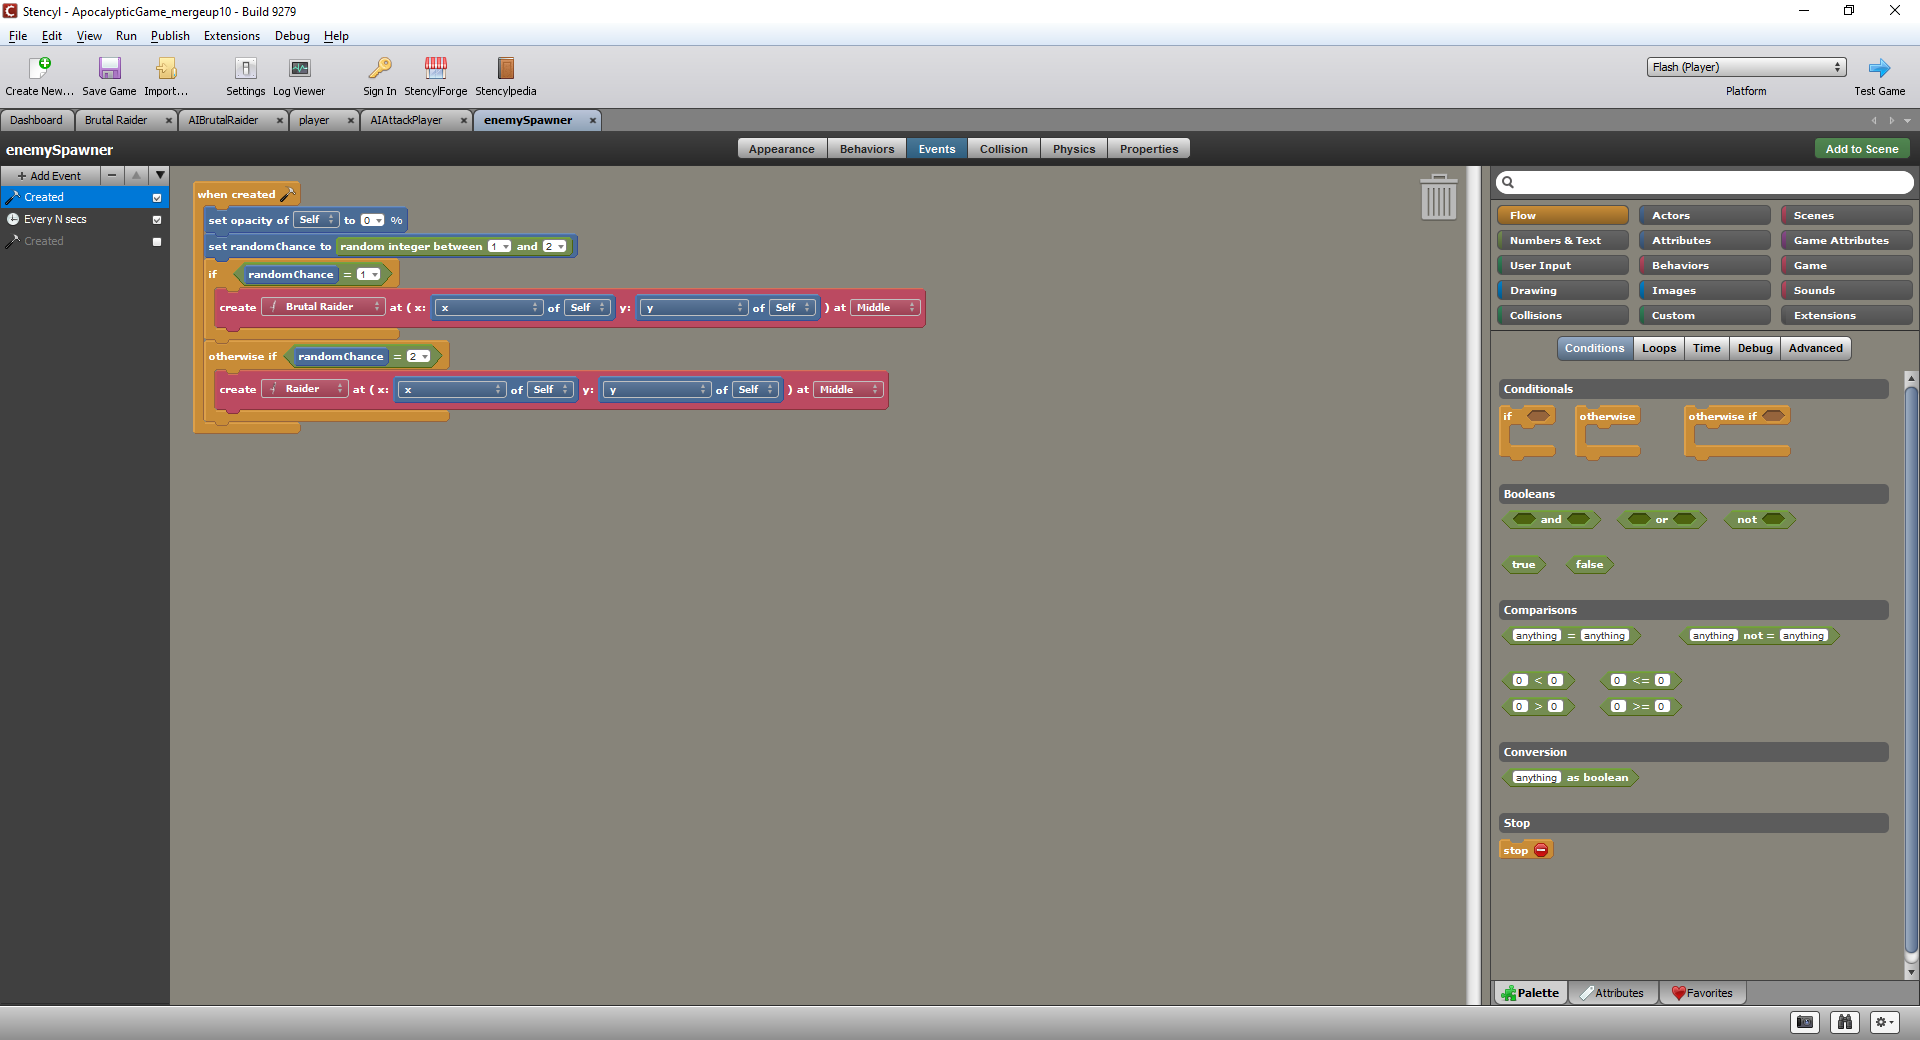 Stencyl - ApocalypticGame_mergeup10 - Build 9279
File Edit View Run Publish Extensions Debug Help
Create New... Save Game Import... Settings Log Viewer Sign In StencylForge Stencylpedia
Flash (Player)
Platform
Test Game
Dashboard Brutal Raider AIBrutalRaider player AIAttackPlayer enemySpawner
enemySpawner
Appearance Behaviors Events Collision Physics Properties
Add to Scene
+ Add Event
Created
Every N secs
Created
when created
set opacity of Self to 0 %
set randomChance to random integer between 1 and 2
if randomChance = 1
create Brutal Raider at ( x: x of Self y: y of Self ) at Middle
otherwise if randomChance = 2
create Raider at ( x: x of Self y: y of Self ) at Middle
Flow Actors Scenes
Numbers & Text Attributes Game Attributes
User Input Behaviors Game
Drawing Images Sounds
Collisions Custom Extensions
Conditions Loops Time Debug Advanced
Conditionals
if otherwise otherwise if
Booleans
and or not
true false
Comparisons
anything = anything anything not = anything
0 < 0 0 <= 0
0 > 0 0 >= 0
Conversion
anything as boolean
Stop
stop
Palette Attributes Favorites